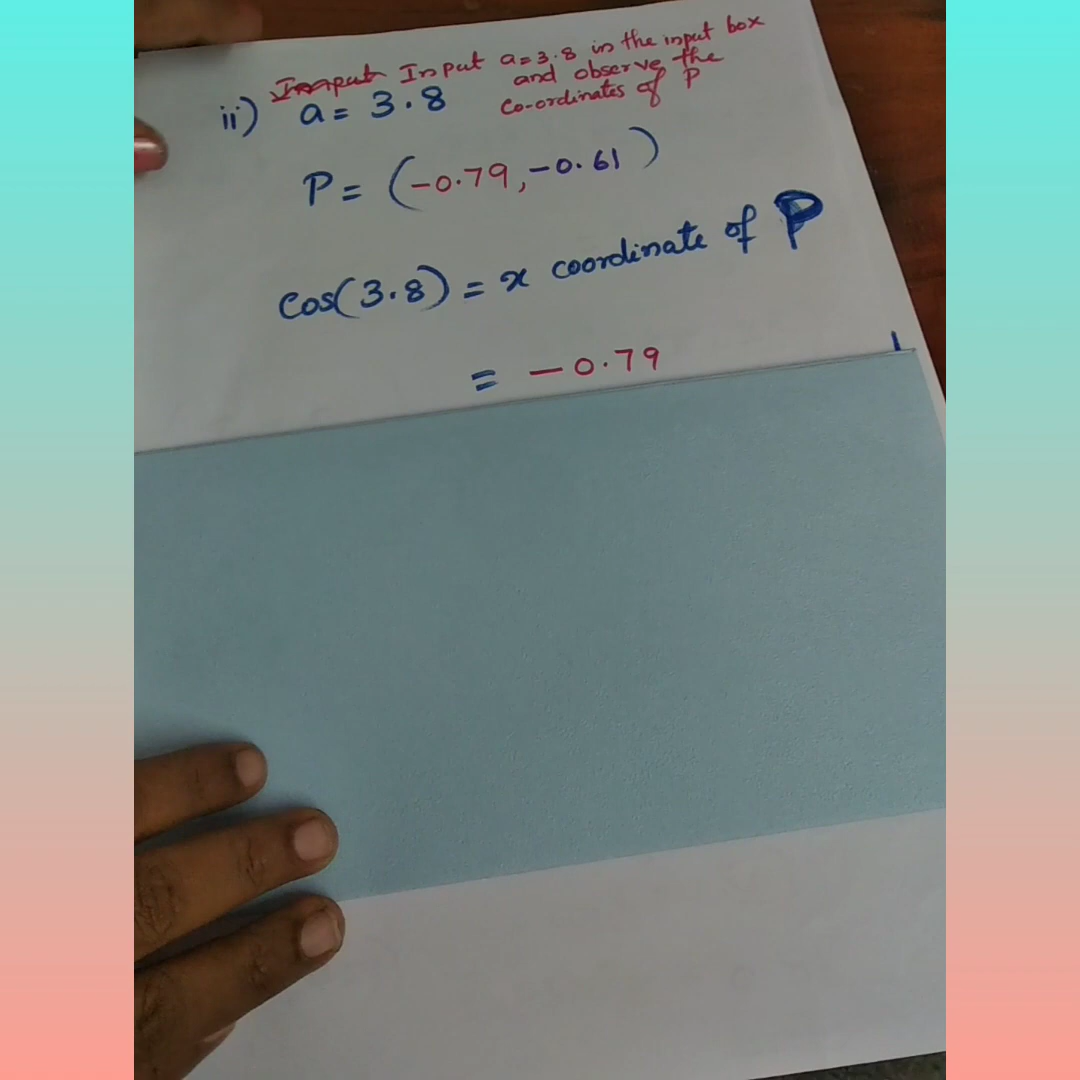 Input a=3.8 in the input box
and observe the
ii) a = 3.8 co-ordinates of P
P = (-0.79, -0.61)
cos(3.8) = x coordinate of P
= -0.79